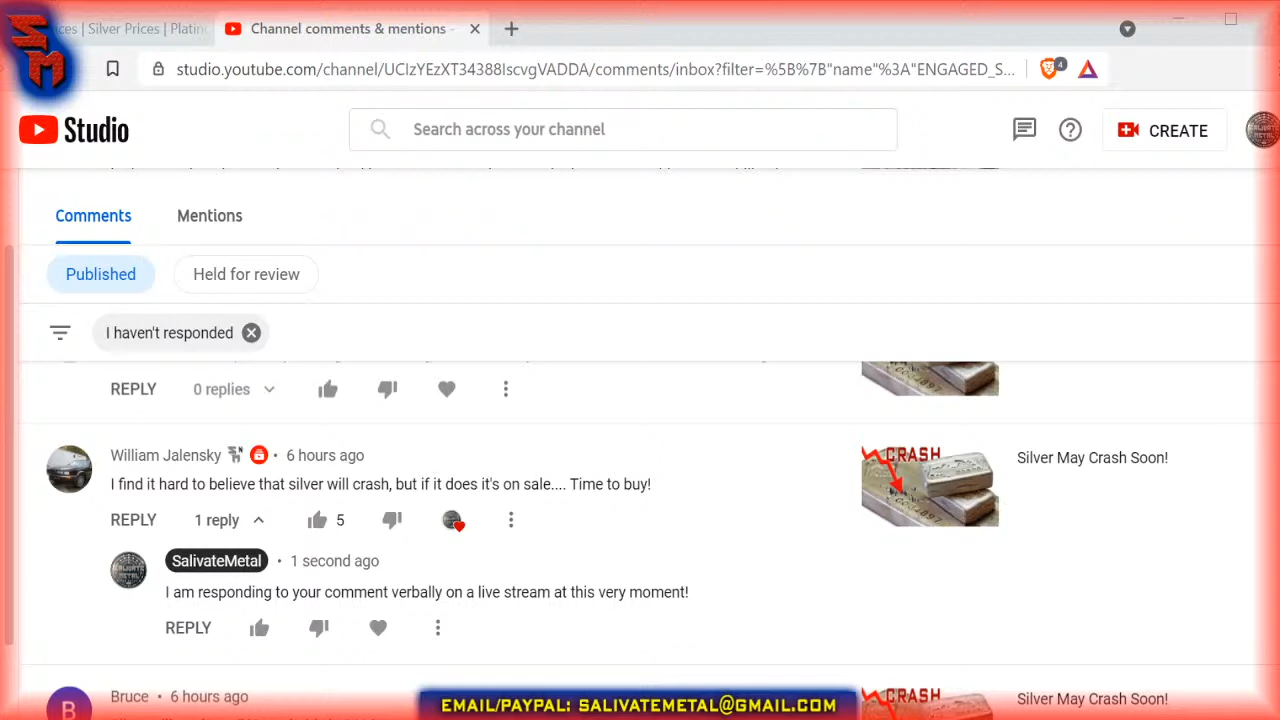 SM
ces | Silver Prices | Platin
Channel comments & mentions -
studio.youtube.com/channel/UCIzYEzXT34388IscvgVADDA/comments/inbox?filter=%5B%7B"name"%3A"ENGAGED_S...
4
Studio
Search across your channel
CREATE
Comments
Mentions
Published
Held for review
I haven't responded
REPLY 0 replies
William Jalensky • 6 hours ago
I find it hard to believe that silver will crash, but if it does it's on sale.... Time to buy!
CRASH
Silver May Crash Soon!
REPLY 1 reply 5
SalivateMetal • 1 second ago
I am responding to your comment verbally on a live stream at this very moment!
REPLY
B
Bruce • 6 hours ago
CRASH
Silver May Crash Soon!
EMAIL/PAYPAL: SALIVATEMETAL@GMAIL.COM